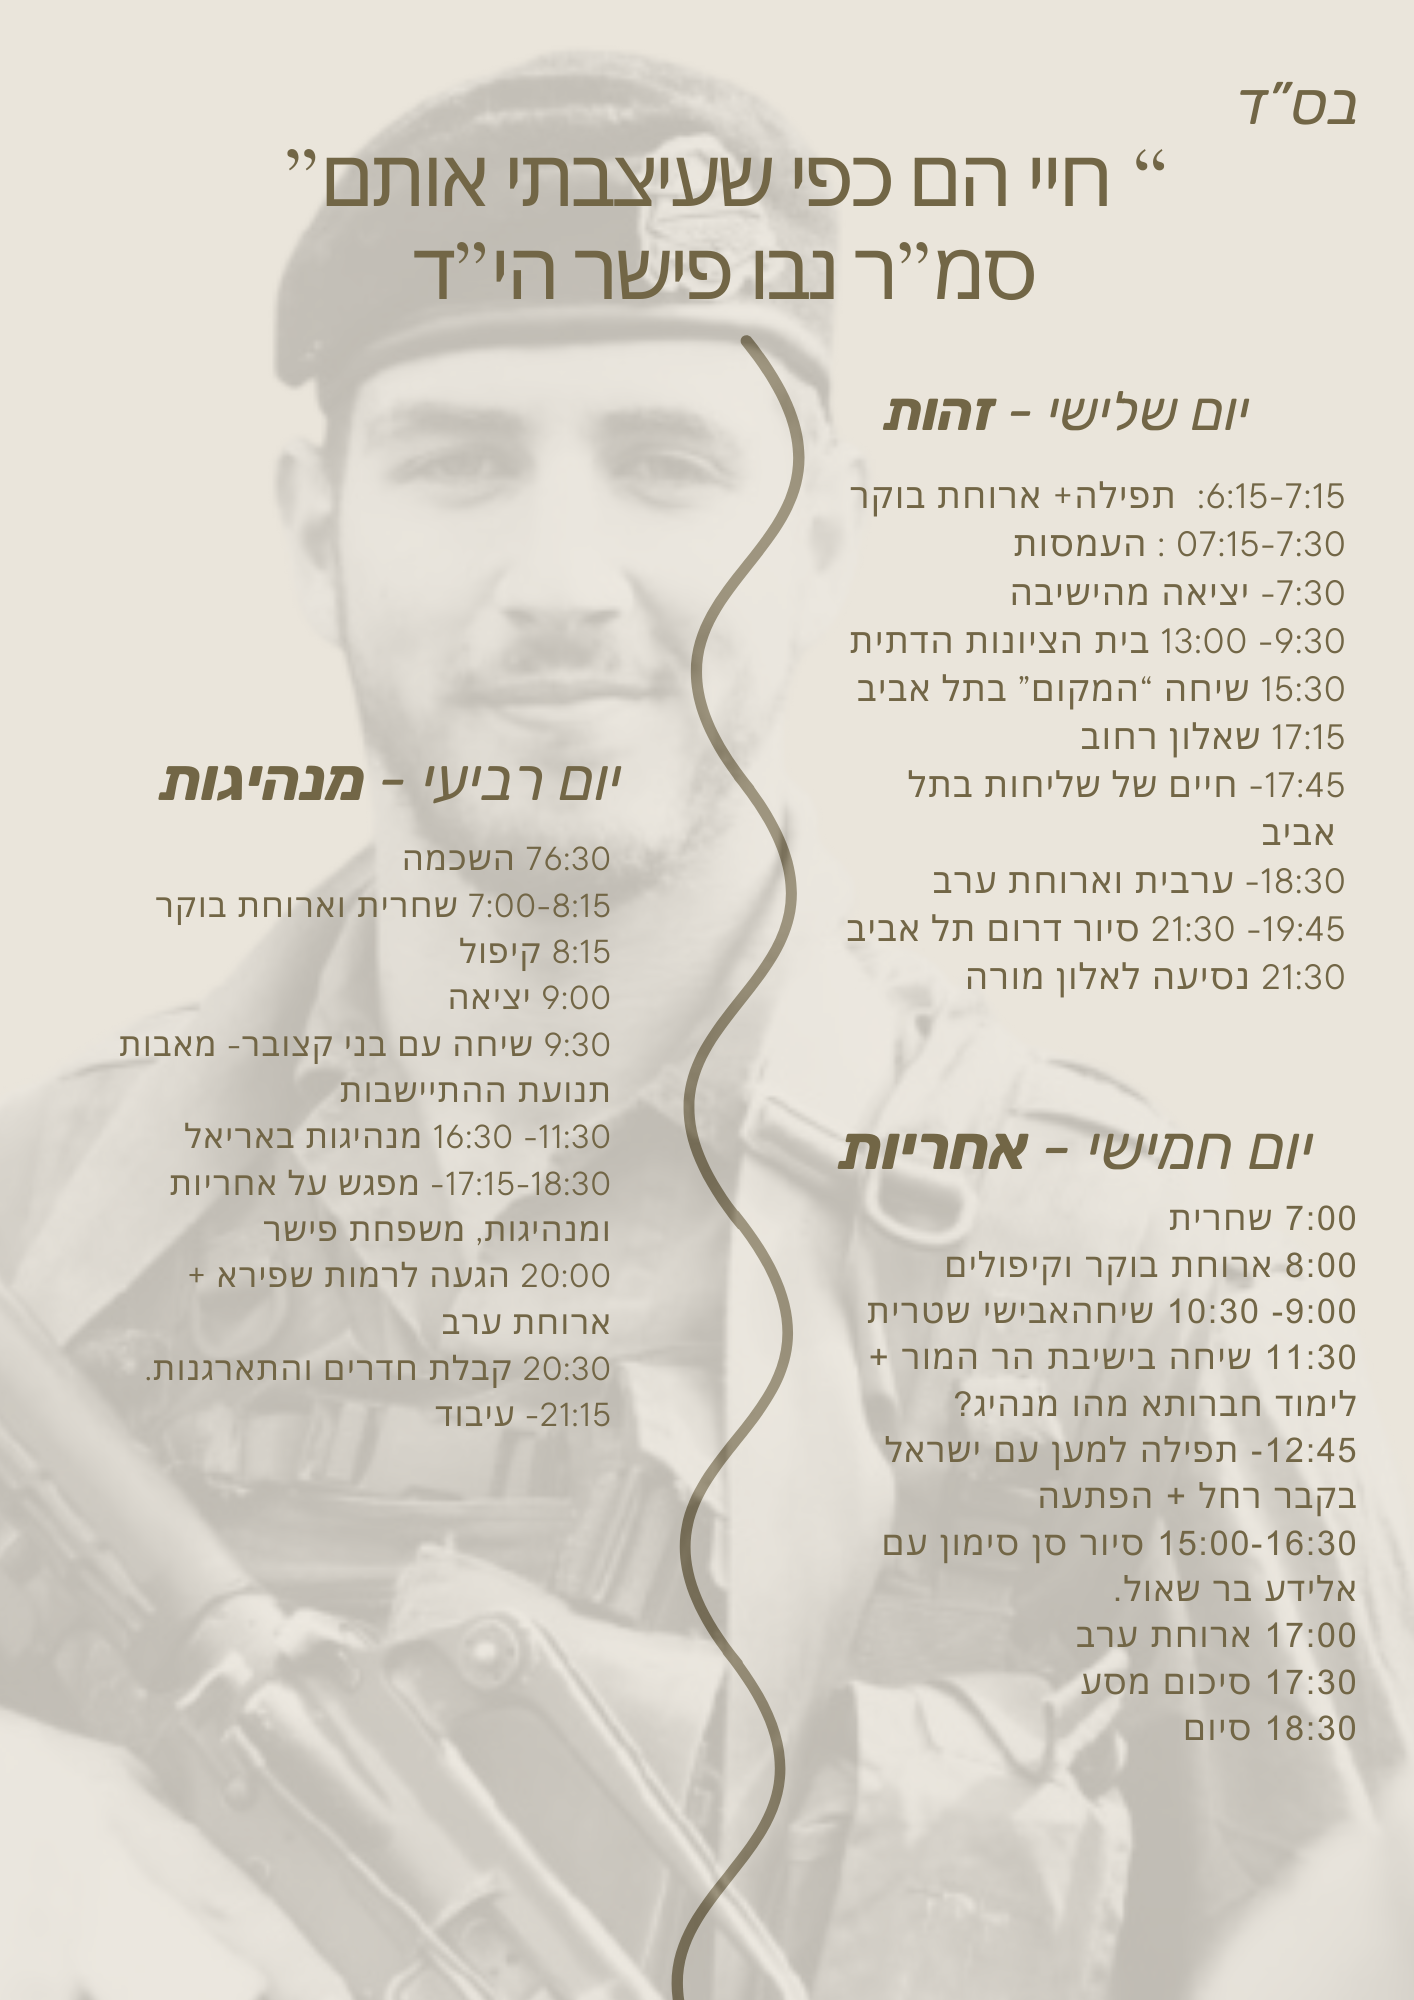 בס"ד
“ חיי הם כפי שעיצבתי אותם”
סמ”ר נבו פישר הי”ד
יום שלישי - זהות
6:15-7:15: תפילה+ ארוחת בוקר
07:15-7:30 : העמסות
7:30- יציאה מהישיבה
9:30- 13:00 בית הציונות הדתית
15:30 שיחה “המקום” בתל אביב
17:15 שאלון רחוב
17:45- חיים של שליחות בתל
אביב
18:30- ערבית וארוחת ערב
19:45- 21:30 סיור דרום תל אביב
21:30 נסיעה לאלון מורה
יום רביעי - מנהיגות
76:30 השכמה
7:00-8:15 שחרית וארוחת בוקר
8:15 קיפול
9:00 יציאה
9:30 שיחה עם בני קצובר- מאבות
תנועת ההתיישבות
11:30- 16:30 מנהיגות באריאל
17:15-18:30- מפגש על אחריות
ומנהיגות, משפחת פישר
20:00 הגעה לרמות שפירא +
ארוחת ערב
20:30 קבלת חדרים והתארגנות.
21:15- עיבוד
יום חמישי - אחריות
7:00 שחרית
8:00 ארוחת בוקר וקיפולים
9:00- 10:30 שיחהאבישי שטרית
11:30 שיחה בישיבת הר המור +
לימוד חברותא מהו מנהיג?
12:45- תפילה למען עם ישראל
בקבר רחל + הפתעה
15:00-16:30 סיור סן סימון עם
אלידע בר שאול.
17:00 ארוחת ערב
17:30 סיכום מסע
18:30 סיום